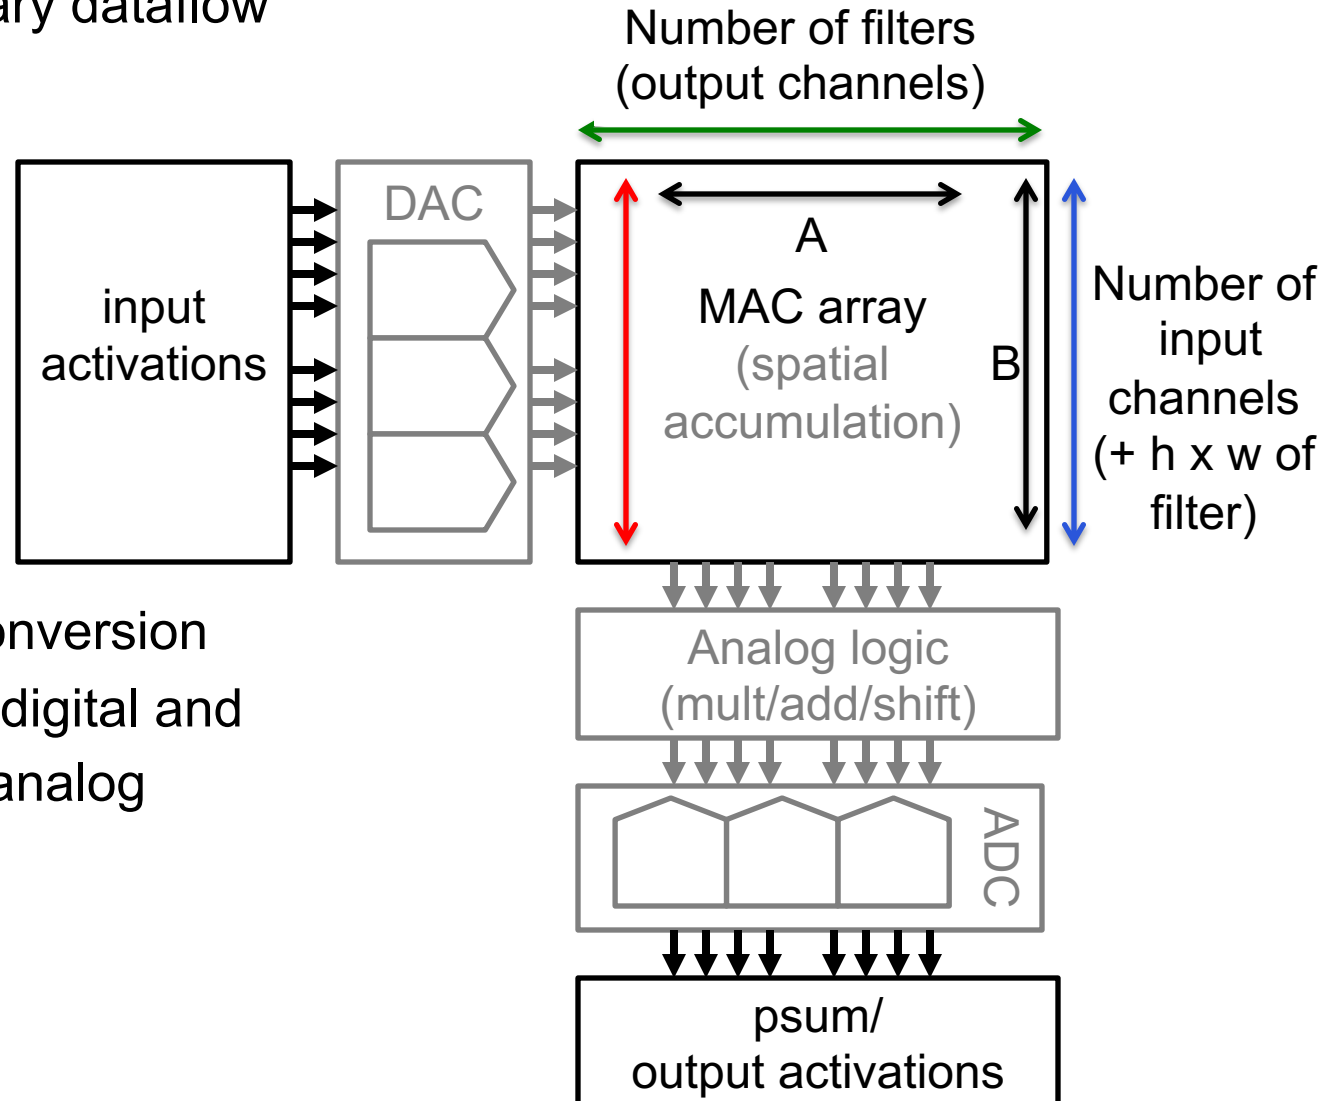 ary dataflow
Number of filters
(output channels)
DAC
input
activations
A
MAC array
(spatial
accumulation)
B
Number of
input
channels
(+ h x w of
filter)
onversion
digital and
analog
Analog logic
(mult/add/shift)
ADC
psum/
output activations